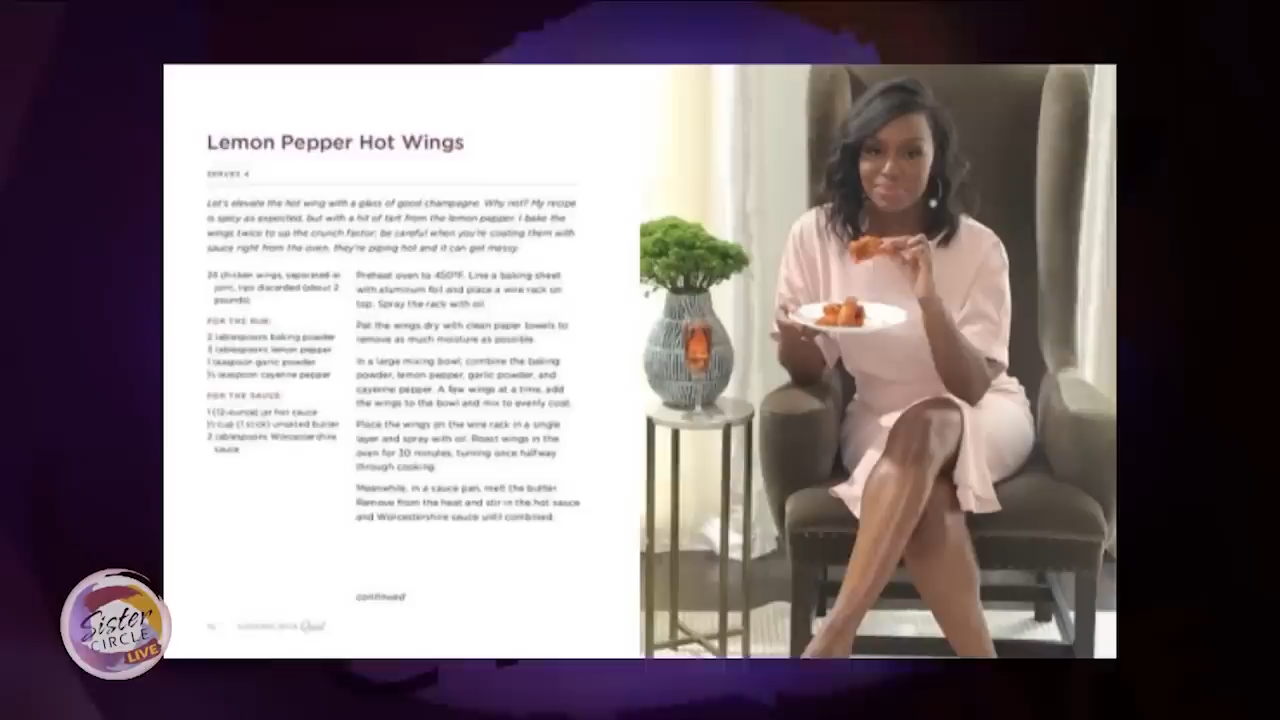 Lemon Pepper Hot Wings
SERVES 4
Let's elevate the hot wing with a glass of good champagne. Why not? My recipe
is spicy as expected, but with a hit of tart from the lemon pepper. I bake the
wings twice to up the crunch factor; be careful when you're coating them with
sauce right from the oven, they're piping hot and it can get messy.
chicken wings, separated at
joint, tips discarded (about 2
pounds)
FOR THE RUB:
2 tablespoons baking powder
tablespoons lemon pepper
1 teaspoon garlic powder
teaspoon cayenne pepper
FOR THE SAUCE:
1 (12-ounce) jar hot sauce
½ cup (1 stick) unsalted butter
2 tablespoons Worcestershire
sauce
Preheat oven to 450°F. Line a baking sheet
with aluminum foil and place a wire rack on
top. Spray the rack with oil.
Pat the wings dry with clean paper towels to
remove as much moisture as possible.
In a large mixing bowl, combine the baking
powder, lemon pepper, garlic powder, and
cayenne pepper. A few wings at a time, add
the wings to the bowl and mix to evenly coat.
Place the wings on the wire rack in a single
layer and spray with oil. Roast wings in the
oven for 30 minutes, turning once halfway
through cooking.
Meanwhile, in a sauce pan, melt the butter.
Remove from the heat and stir in the hot sauce
and Worcestershire sauce until combined.
continued
Quad
Sister
CIRCLE
LIVE